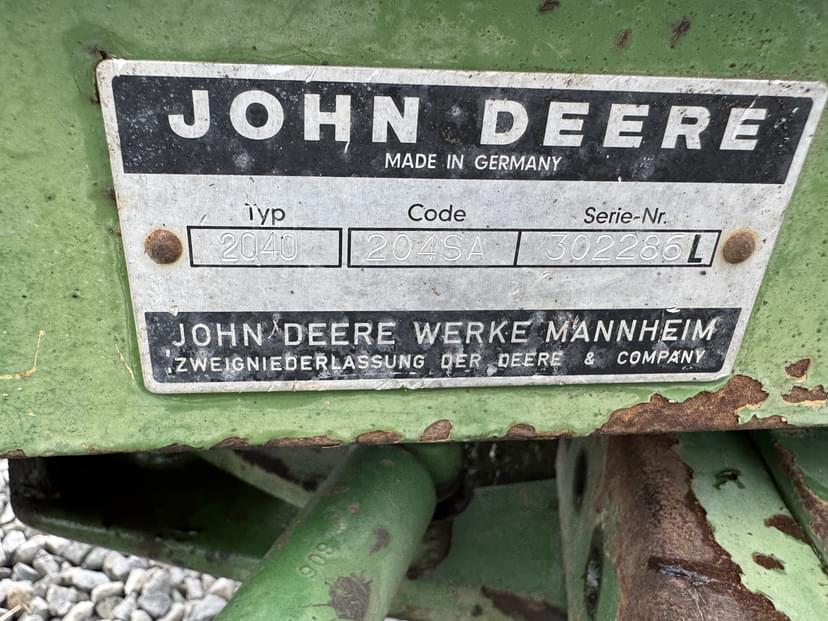 JOHN DEERE
MADE IN GERMANY
Typ Code Serie-Nr.
2040 204SA 302286 L
JOHN DEERE WERKE MANNHEIM
ZWEIGNIEDERLASSUNG DER DEERE & COMPANY